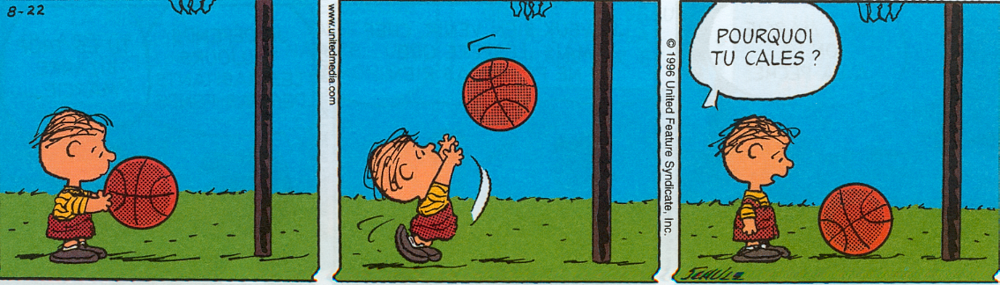 8-22
www.unitedmedia.com
© 1996 United Feature Syndicate, Inc.
POURQUOI
TU CALES ?
SCHULZ